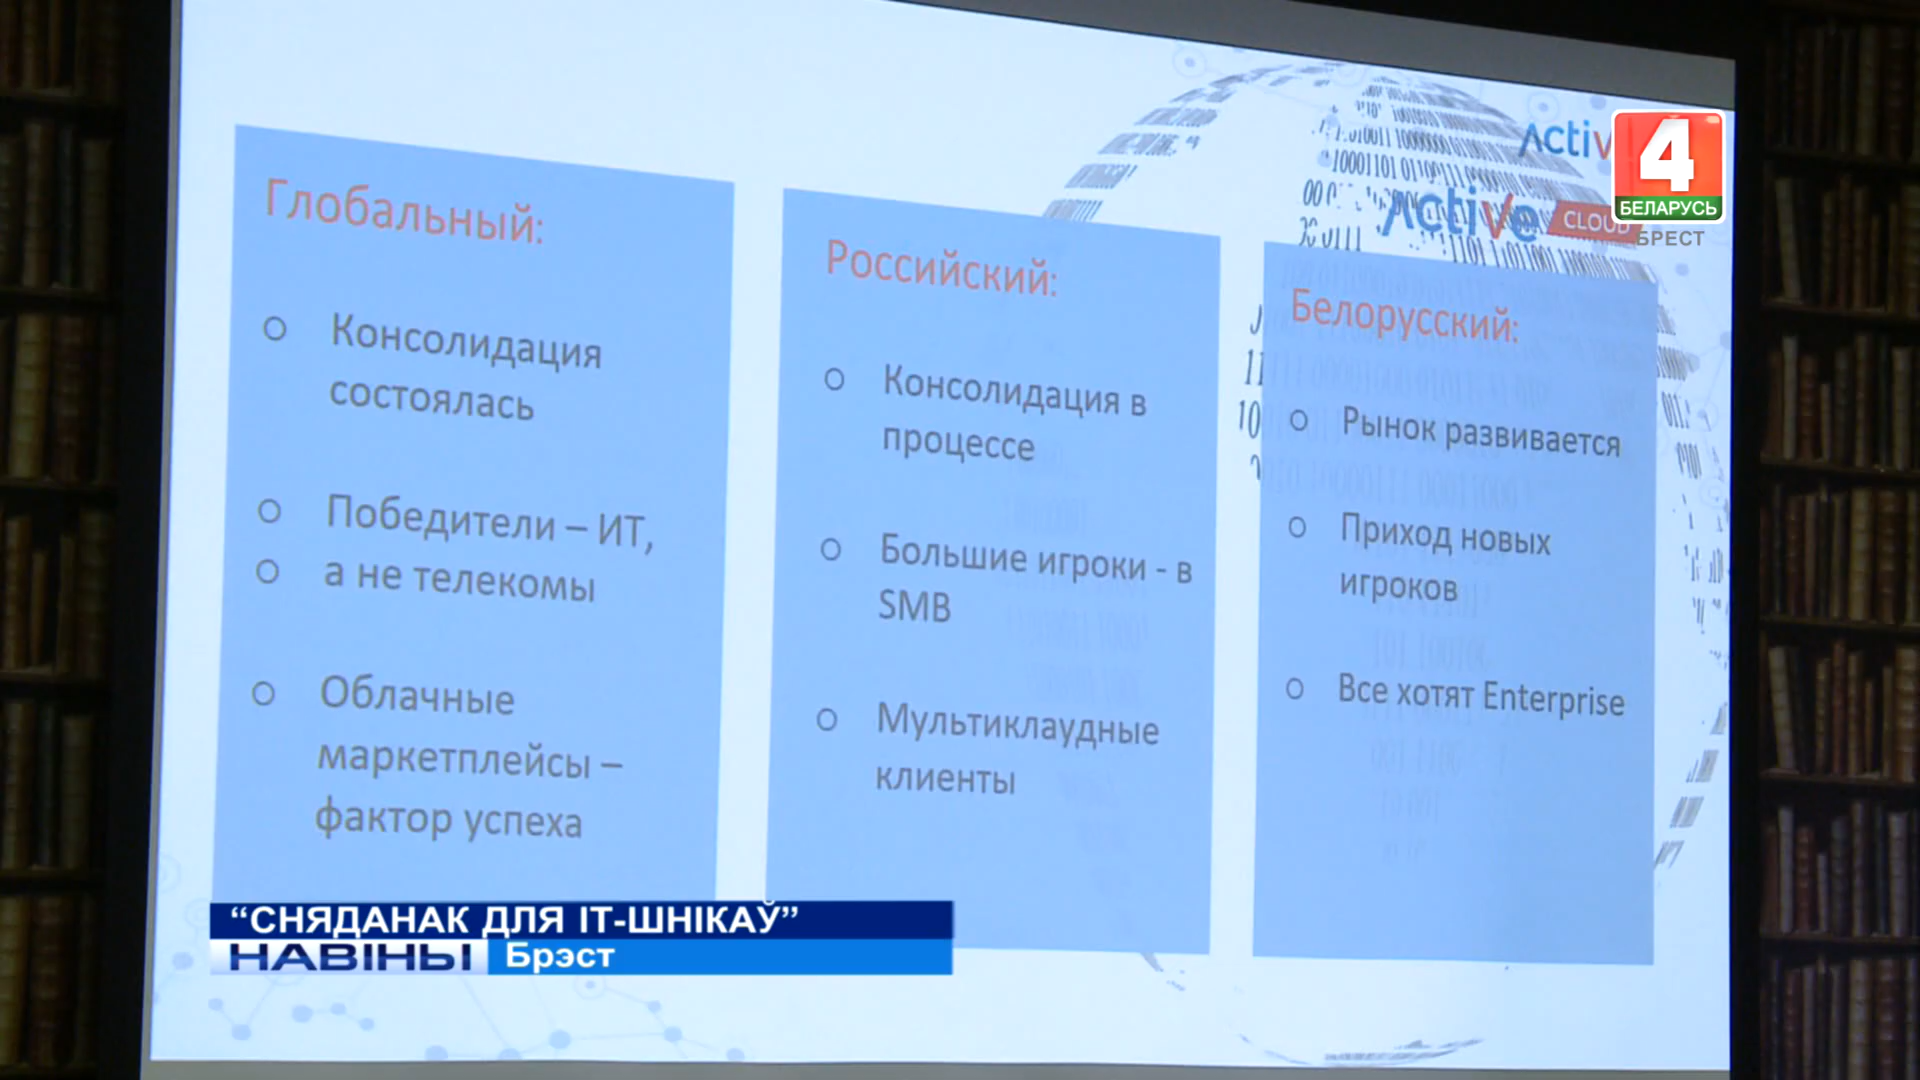 Глобальный:
Консолидация
состоялась
Победители – ИТ,
а не телекомы
Облачные
маркетплейсы –
фактор успеха
Российский:
Консолидация в
процессе
Большие игроки - в
SMB
Мультиклаудные
клиенты
Белорусский:
Рынок развивается
Приход новых
игроков
Все хотят Enterprise
Active CLOUD
4
БЕЛАРУСЬ
БРЕСТ
“СНЯДАНАК ДЛЯ ІТ-ШНІКАЎ”
НАВІНЫ Брэст